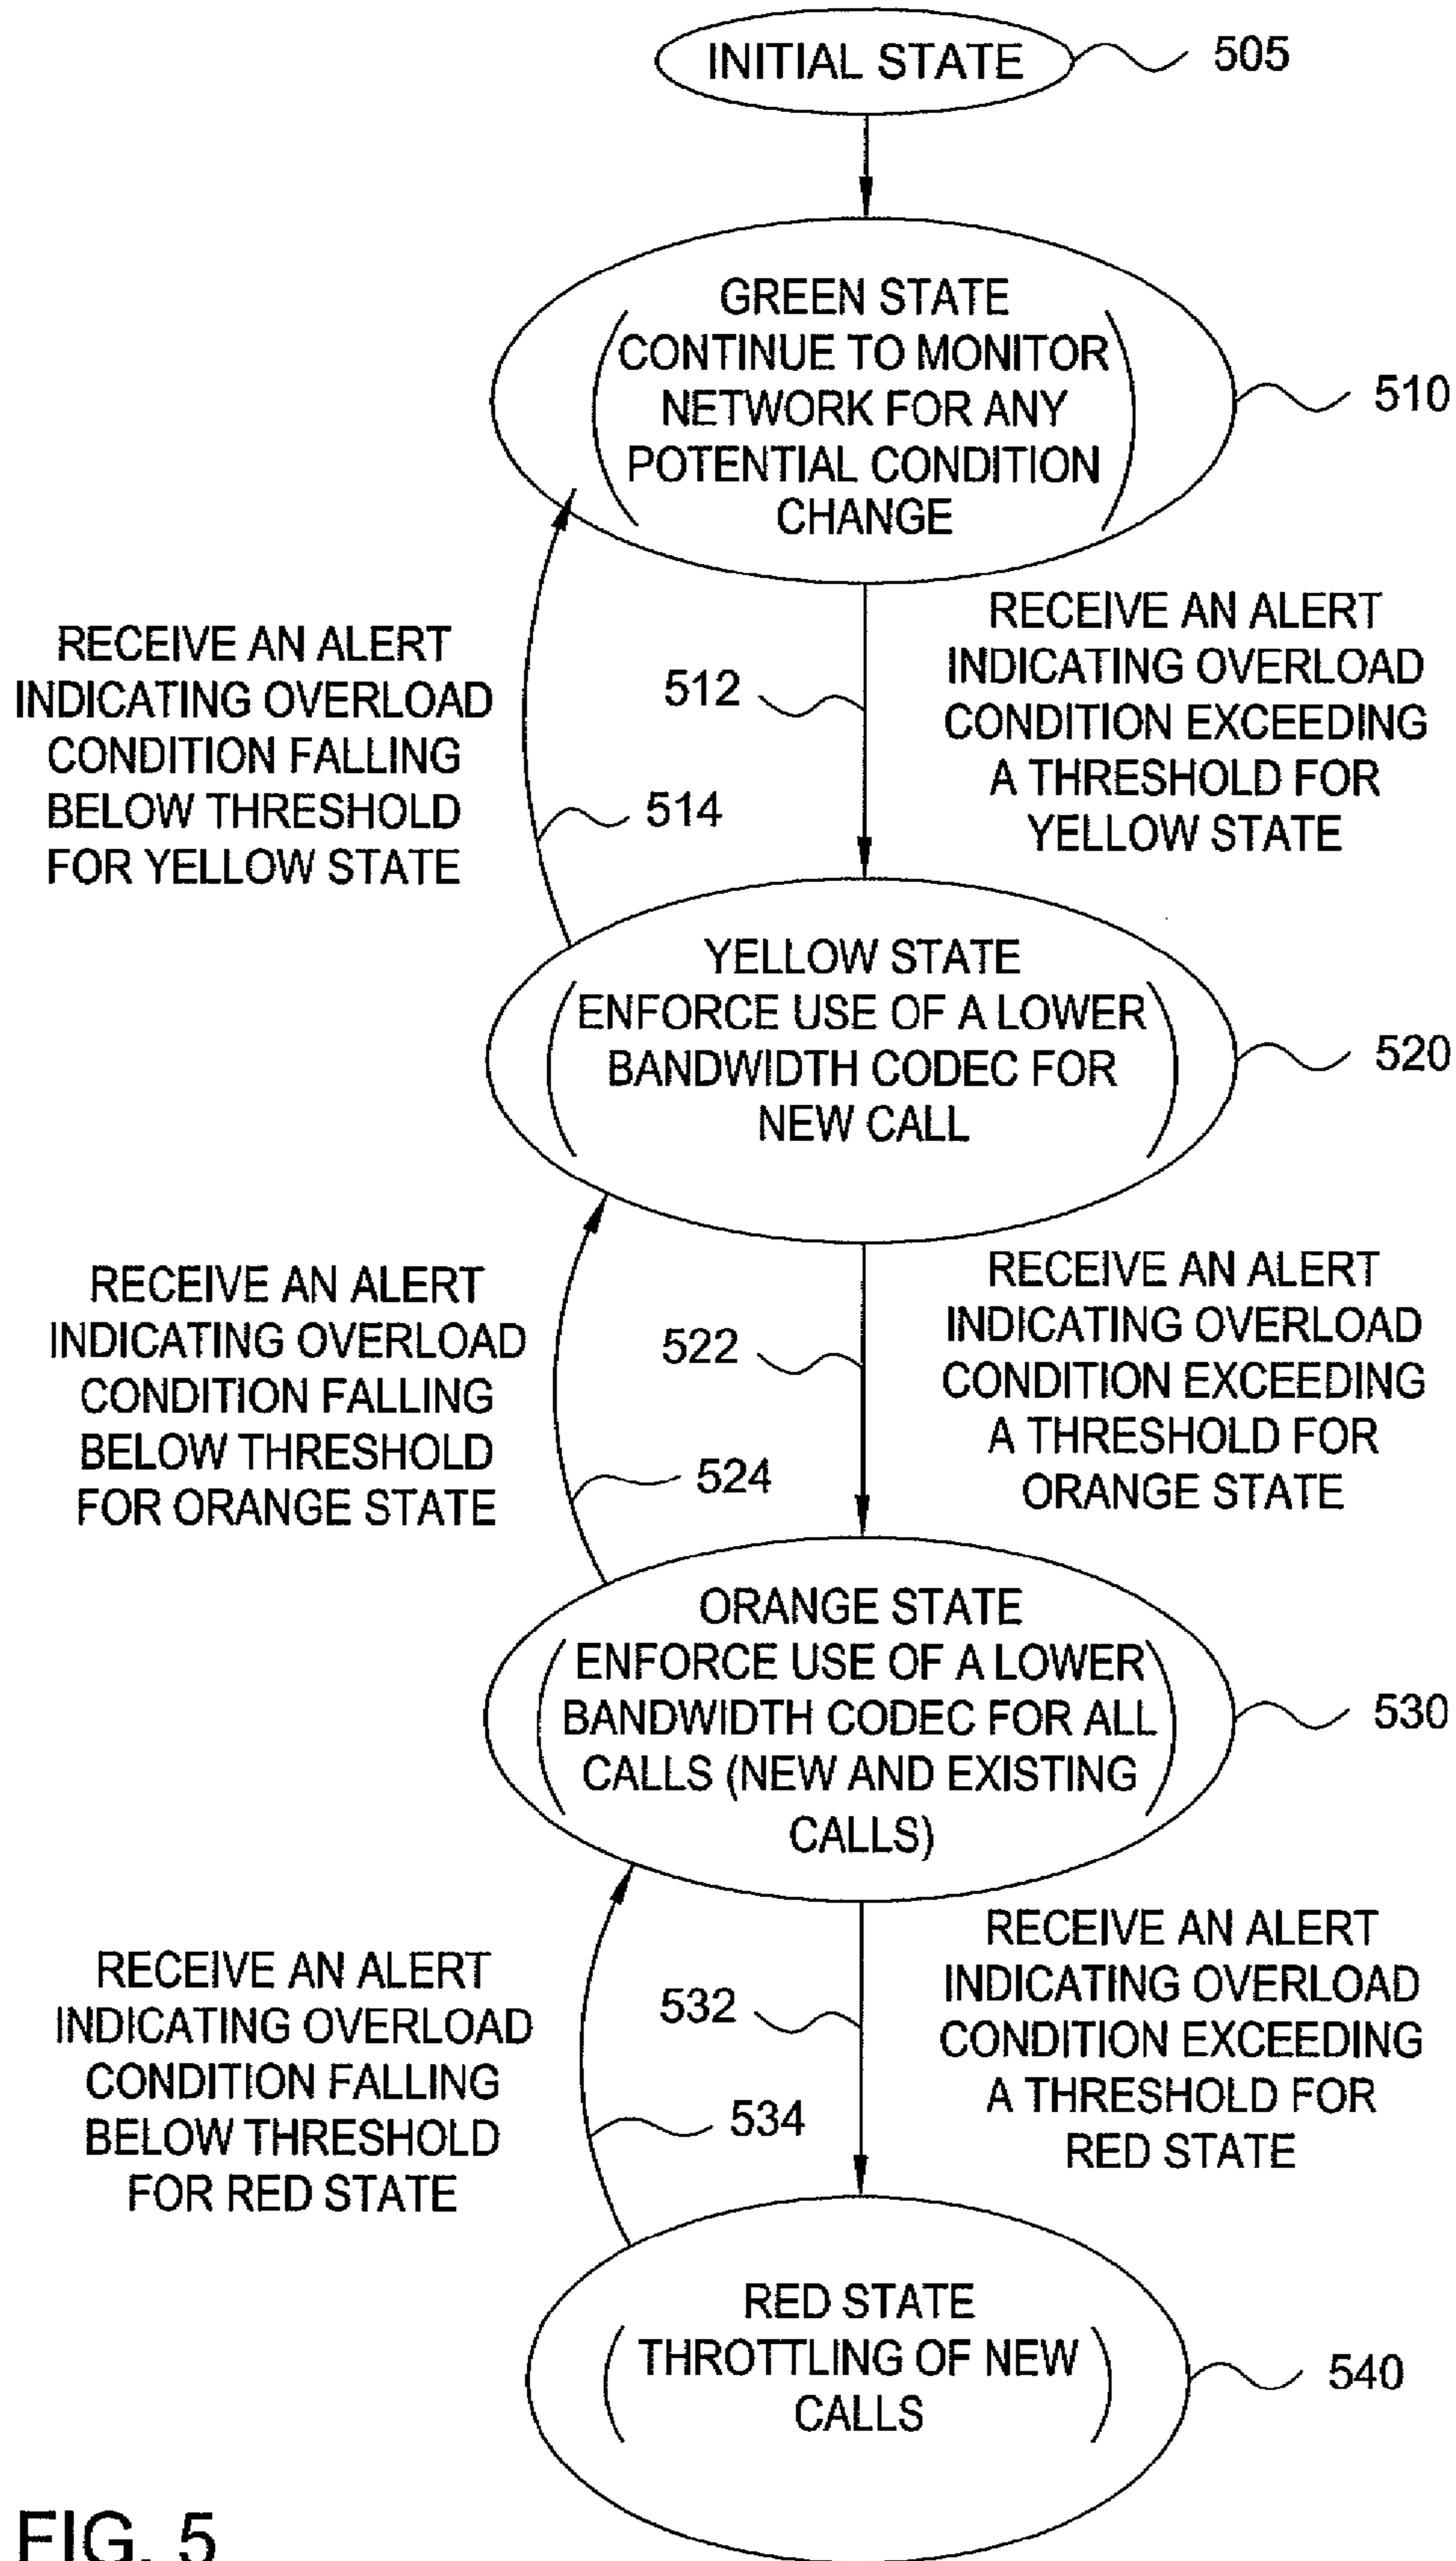 INITIAL STATE
505
GREEN STATE
(CONTINUE TO MONITOR
NETWORK FOR ANY
POTENTIAL CONDITION
CHANGE)
510
RECEIVE AN ALERT
INDICATING OVERLOAD
CONDITION FALLING
BELOW THRESHOLD
FOR YELLOW STATE
514
512
RECEIVE AN ALERT
INDICATING OVERLOAD
CONDITION EXCEEDING
A THRESHOLD FOR
YELLOW STATE
YELLOW STATE
(ENFORCE USE OF A LOWER
BANDWIDTH CODEC FOR
NEW CALL)
520
RECEIVE AN ALERT
INDICATING OVERLOAD
CONDITION FALLING
BELOW THRESHOLD
FOR ORANGE STATE
524
522
RECEIVE AN ALERT
INDICATING OVERLOAD
CONDITION EXCEEDING
A THRESHOLD FOR
ORANGE STATE
ORANGE STATE
(ENFORCE USE OF A LOWER
BANDWIDTH CODEC FOR ALL
CALLS (NEW AND EXISTING
CALLS))
530
RECEIVE AN ALERT
INDICATING OVERLOAD
CONDITION FALLING
BELOW THRESHOLD
FOR RED STATE
534
532
RECEIVE AN ALERT
INDICATING OVERLOAD
CONDITION EXCEEDING
A THRESHOLD FOR
RED STATE
RED STATE
(THROTTLING OF NEW
CALLS)
540
FIG. 5